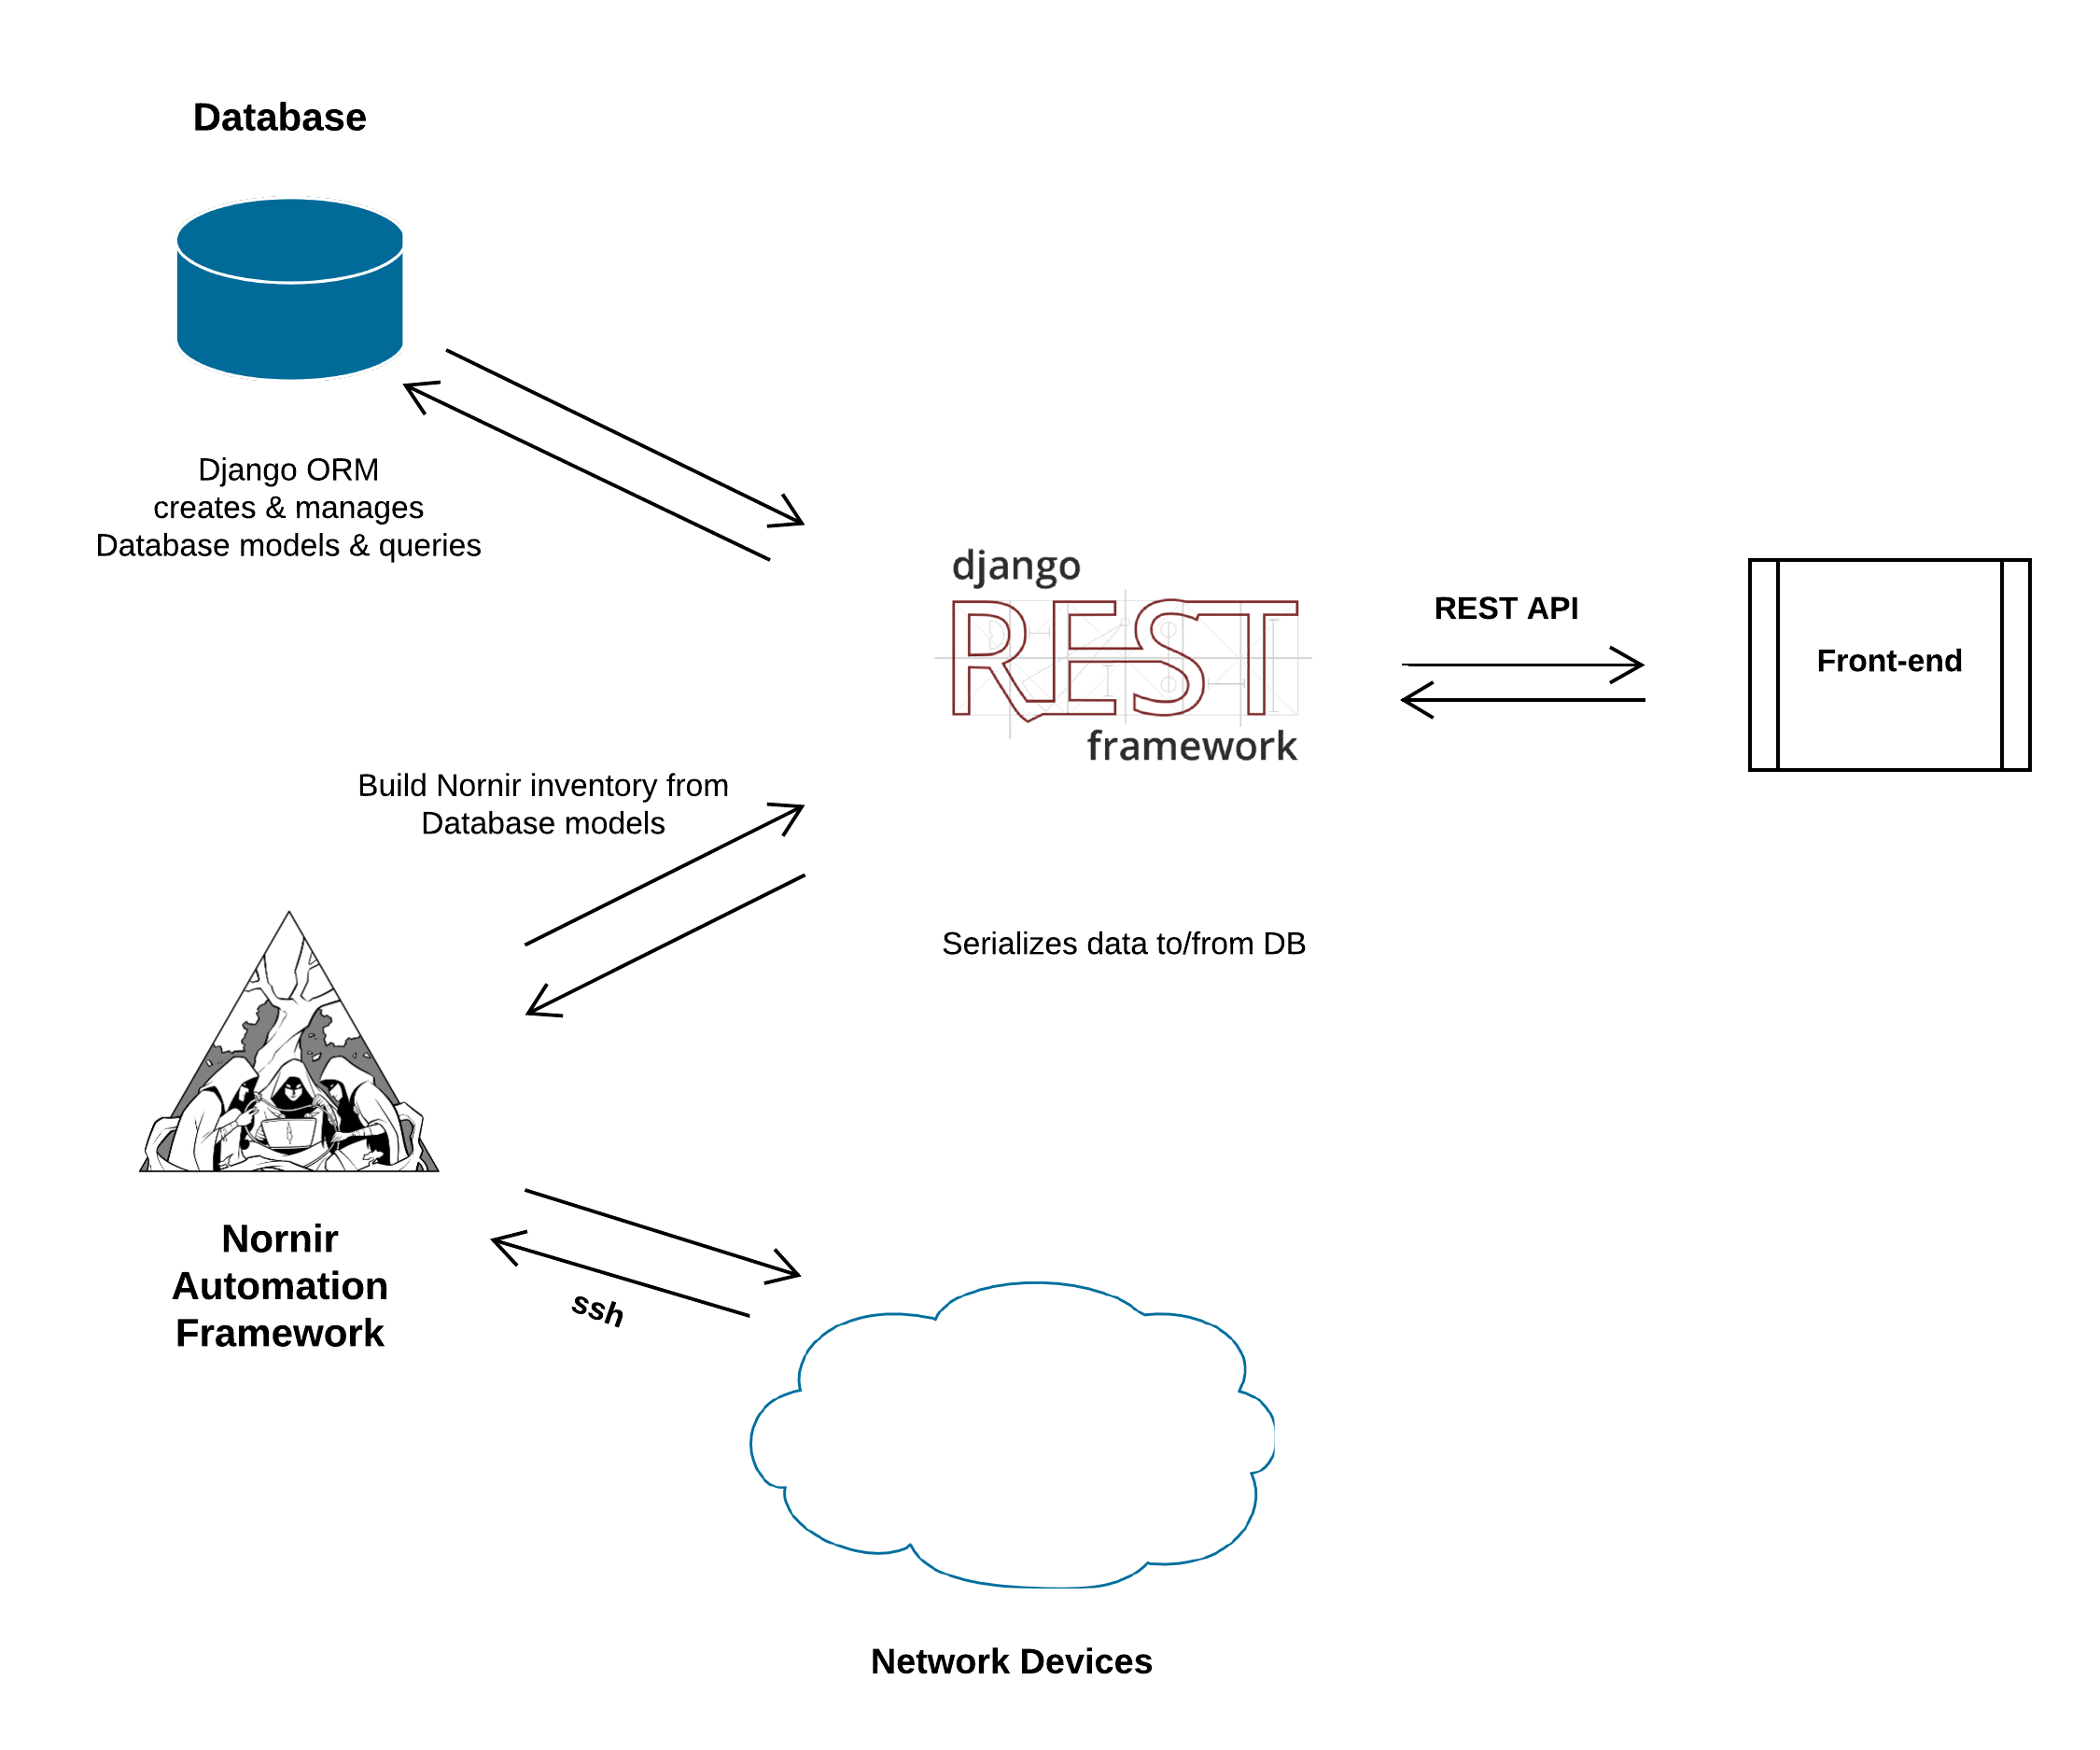 Database
Django ORM
creates & manages
Database models & queries
django
REST
framework
REST API
Front-end
Build Nornir inventory from
Database models
Serializes data to/from DB
Nornir
Automation
Framework
ssh
Network Devices